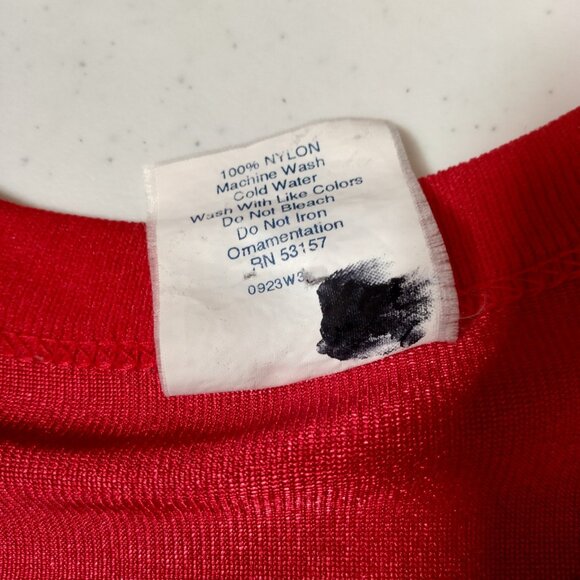 100% NYLON
Machine Wash
Cold Water
Wash With Like Colors
Do Not Bleach
Do Not Iron
Ornamentation
RN 53157
0923W3